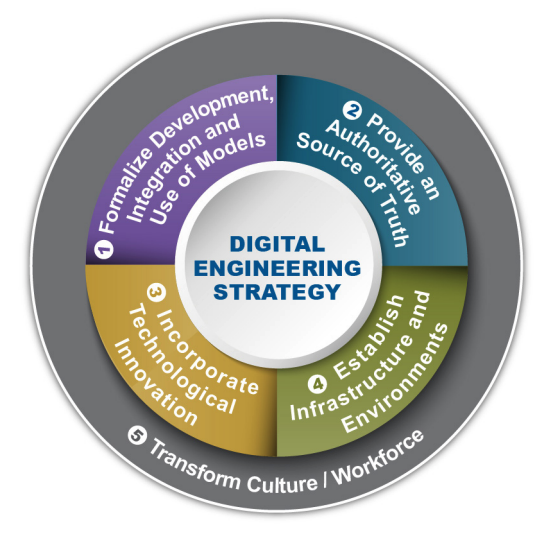 DIGITAL
ENGINEERING
STRATEGY
1 Formalize Development,
Integration and
Use of Models
2 Provide an
Authoritative
Source of Truth
3 Incorporate
Technological
Innovation
4 Establish
Infrastructure and
Environments
5 Transform Culture / Workforce